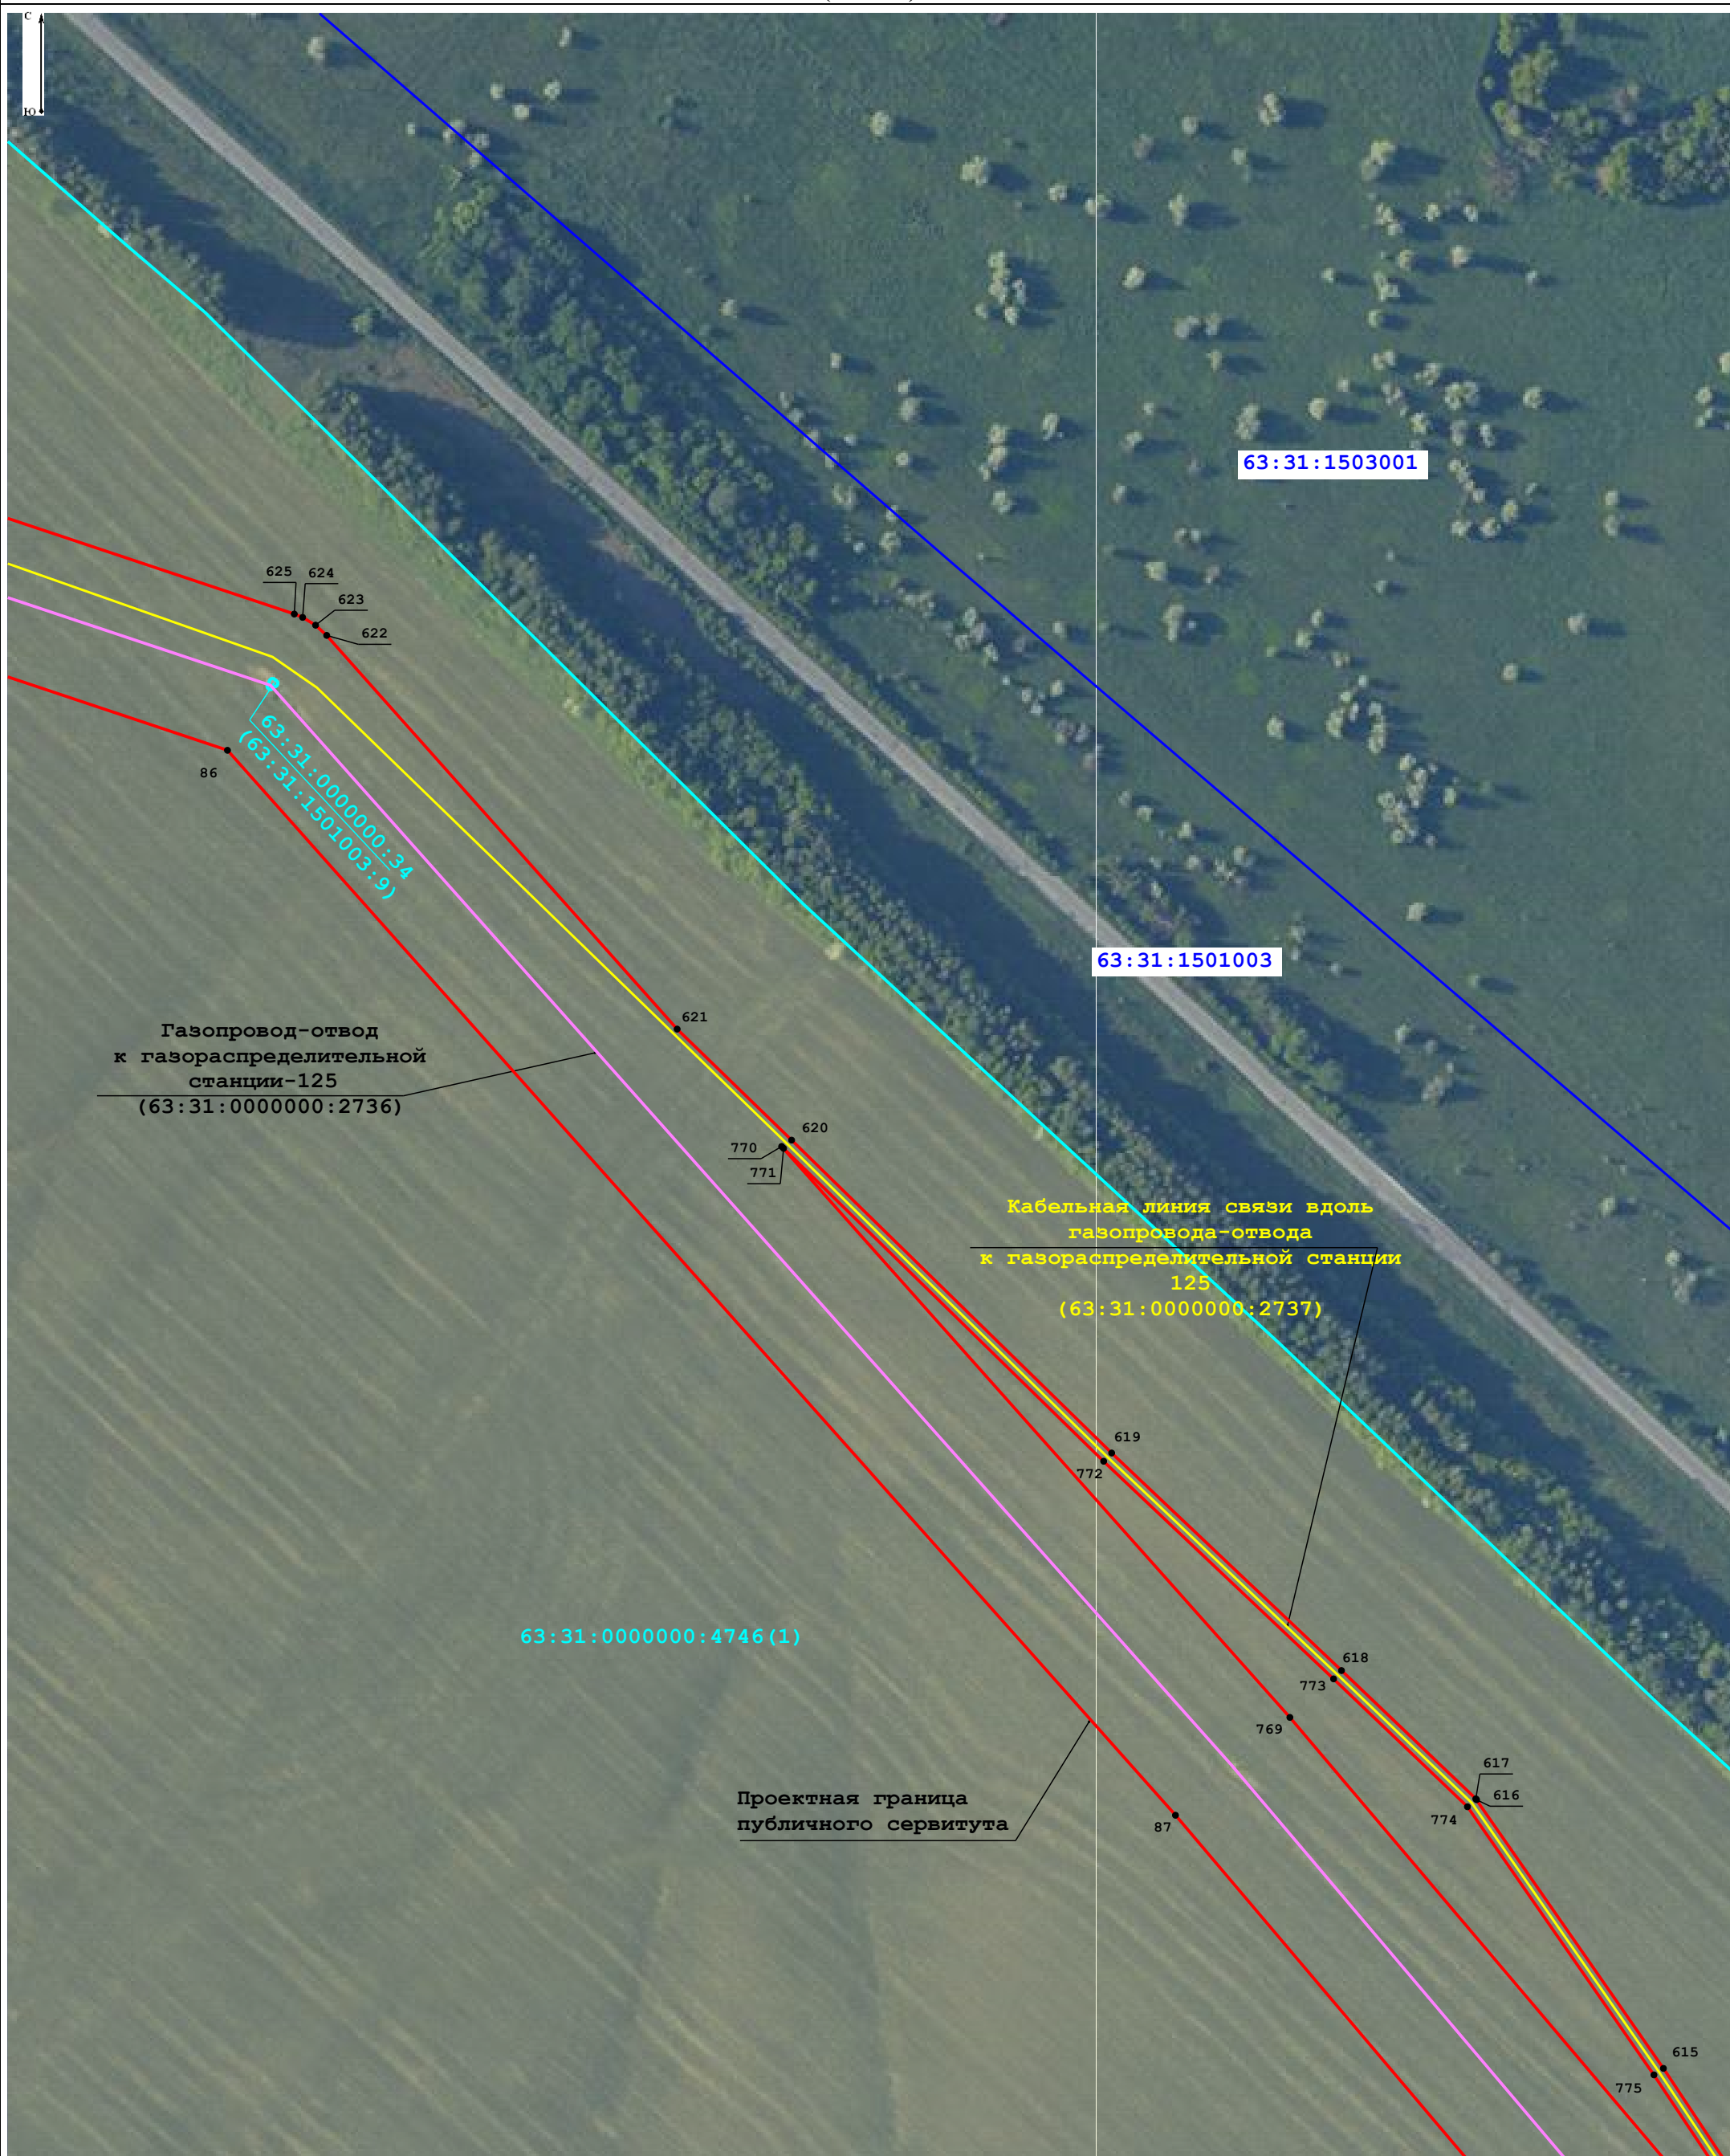 С
Ю
63:31:1503001
625
624
623
622
86
63:31:0000000:34
(63:31:1501003:9)
63:31:1501003
621
Газопровод-отвод
к газораспределительной
станции-125
(63:31:0000000:2736)
620
770
771
Кабельная линия связи вдоль
газопровода-отвода
к газораспределительной станции
125
(63:31:0000000:2737)
619
772
63:31:0000000:4746(1)
618
773
769
617
616
Проектная граница
публичного сервитута
774
87
615
775